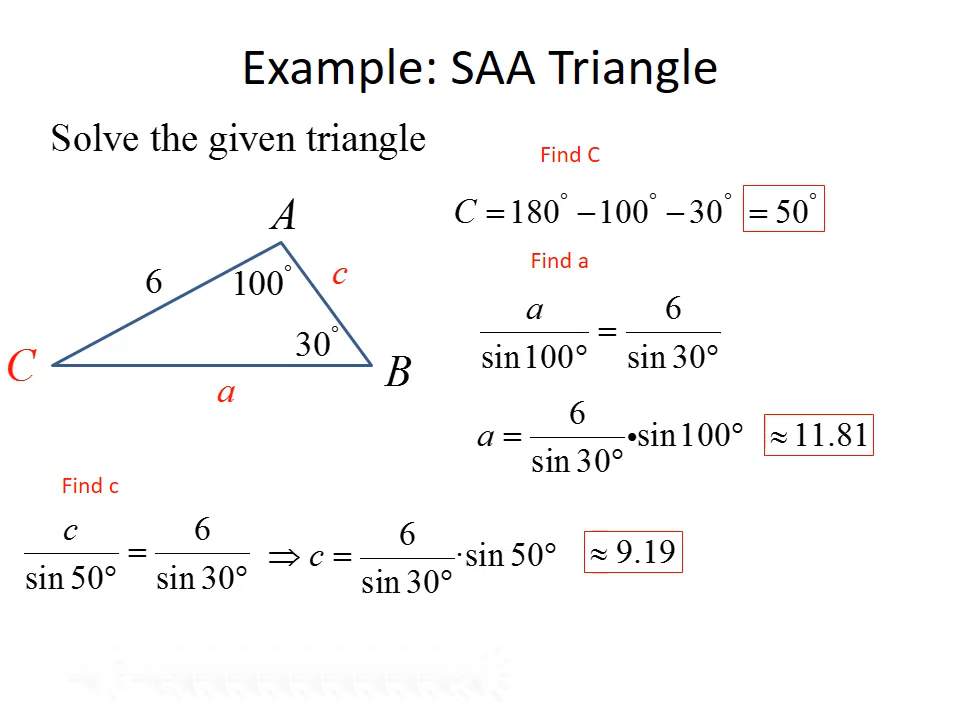 Example: SAA Triangle
Solve the given triangle
Find C
C = 180° − 100° − 30° = 50°
A
6
100°
c
30°
C
B
a
Find a
a/sin 100° = 6/sin 30°
a = 6/sin 30° • sin 100° ≈ 11.81
Find c
c/sin 50° = 6/sin 30° ⇒ c = 6/sin 30° · sin 50° ≈ 9.19